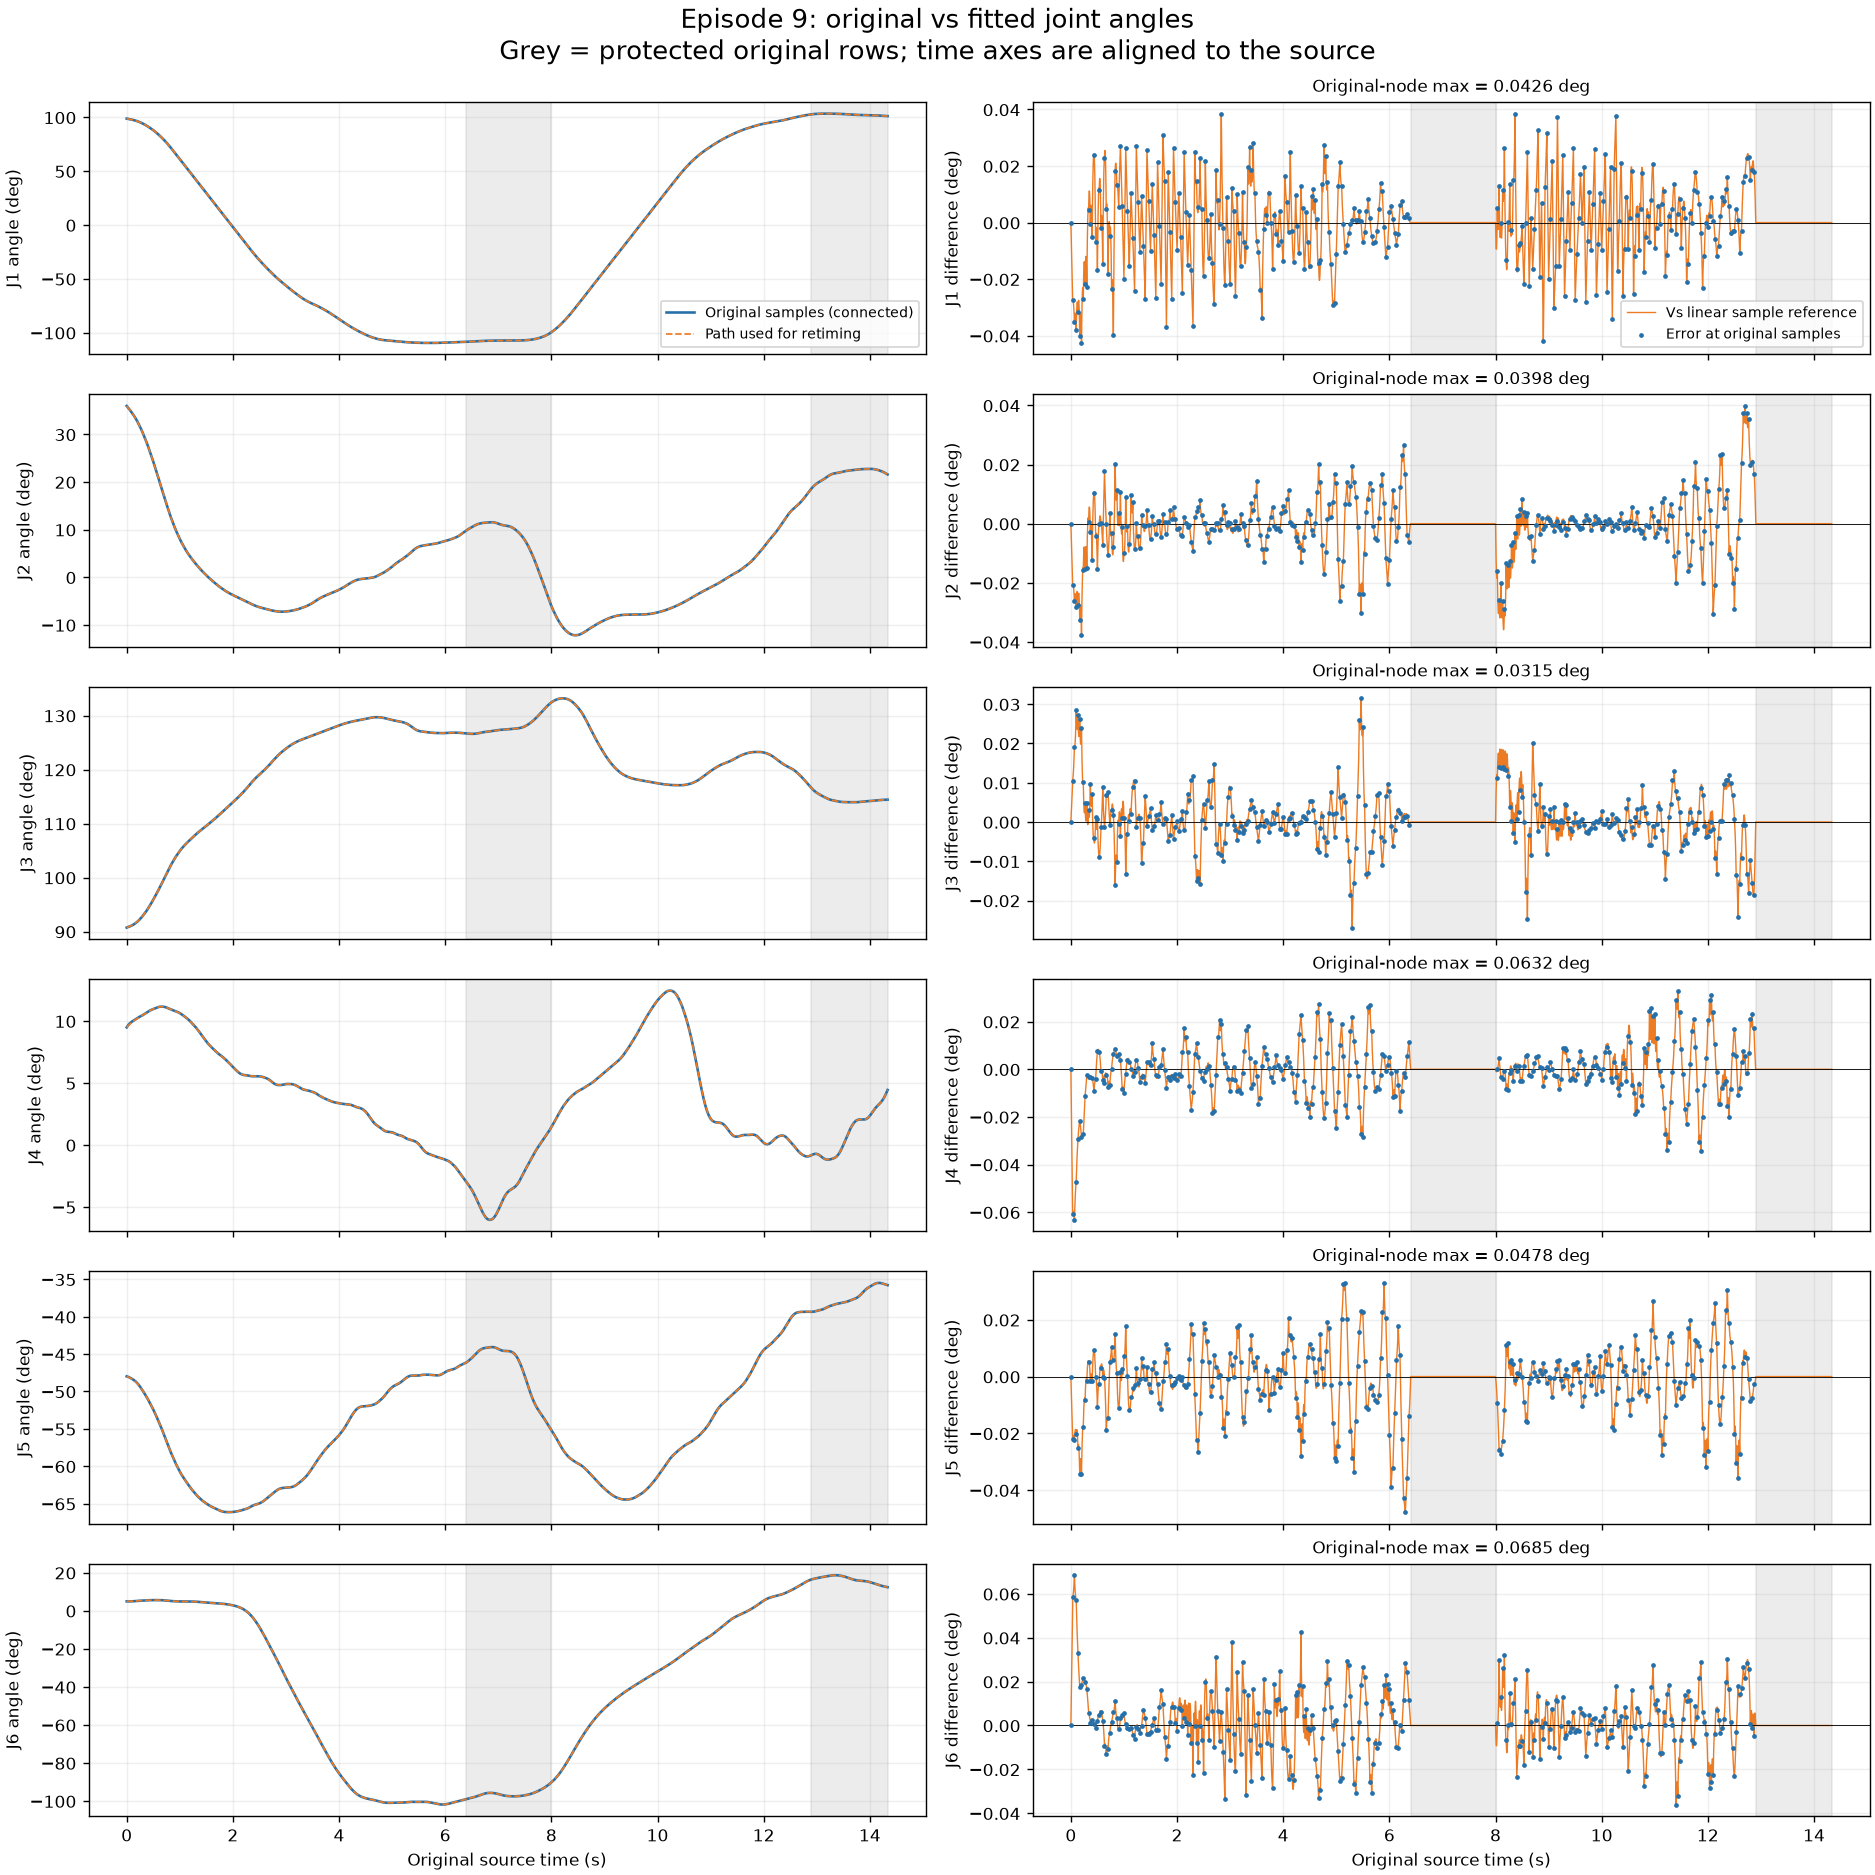 Episode 9: original vs fitted joint angles
Grey = protected original rows; time axes are aligned to the source
J1 angle (deg)
100
50
0
−50
−100
Original samples (connected)
Path used for retiming
Original-node max = 0.0426 deg
J1 difference (deg)
0.04
0.02
0.00
−0.02
−0.04
Vs linear sample reference
Error at original samples
J2 angle (deg)
30
20
10
0
−10
Original-node max = 0.0398 deg
J2 difference (deg)
0.04
0.02
0.00
−0.02
−0.04
J3 angle (deg)
130
120
110
100
90
Original-node max = 0.0315 deg
J3 difference (deg)
0.03
0.02
0.01
0.00
−0.01
−0.02
J4 angle (deg)
10
5
0
−5
Original-node max = 0.0632 deg
J4 difference (deg)
0.02
0.00
−0.02
−0.04
−0.06
J5 angle (deg)
−35
−40
−45
−50
−55
−60
−65
Original-node max = 0.0478 deg
J5 difference (deg)
0.02
0.00
−0.02
−0.04
J6 angle (deg)
20
0
−20
−40
−60
−80
−100
0 2 4 6 8 10 12 14
Original source time (s)
Original-node max = 0.0685 deg
J6 difference (deg)
0.06
0.04
0.02
0.00
−0.02
−0.04
0 2 4 6 8 10 12 14
Original source time (s)